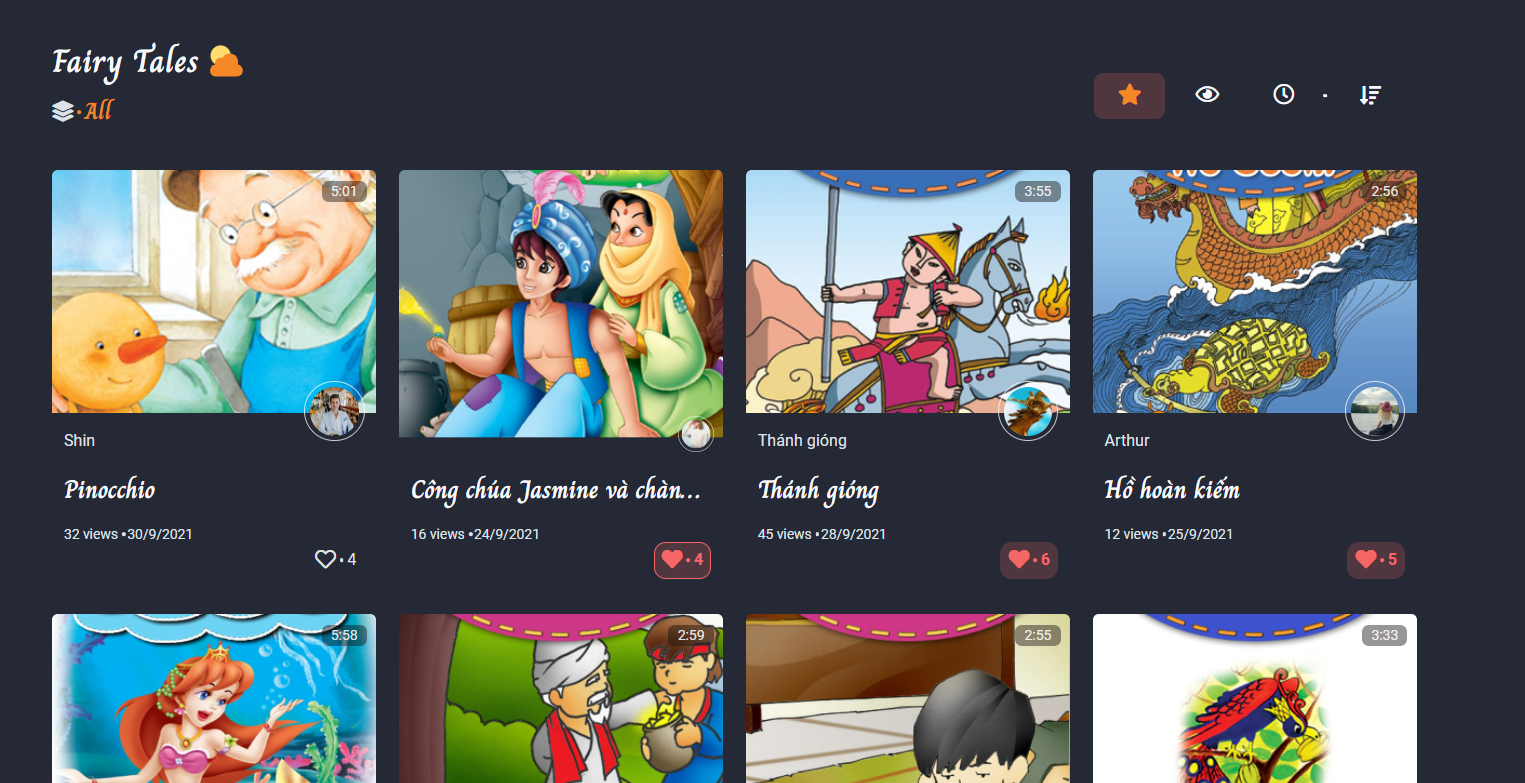 Fairy Tales
• All
5:01
3:55
2:56
Shin
Thánh gióng
Arthur
Pinocchio
Công chúa Jasmine và chàn...
Thánh gióng
Hồ hoàn kiếm
32 views •30/9/2021
16 views •24/9/2021
45 views •28/9/2021
12 views •25/9/2021
• 4
• 4
• 6
• 5
5:58
2:59
2:55
3:33